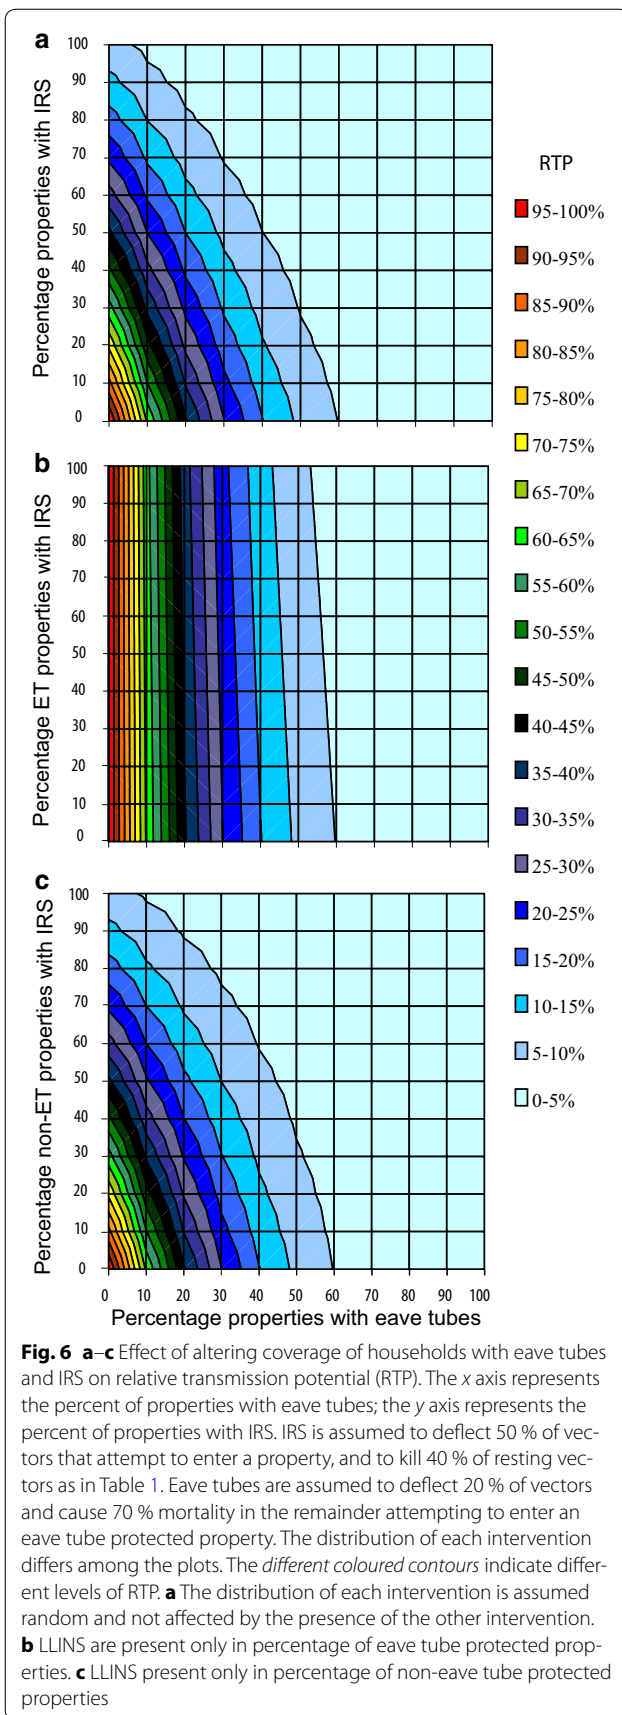 a
Percentage properties with IRS
100
90
80
70
60
50
40
30
20
10
0
b
Percentage ET properties with IRS
100
90
80
70
60
50
40
30
20
10
0
c
Percentage non-ET properties with IRS
100
90
80
70
60
50
40
30
20
10
0
0 10 20 30 40 50 60 70 80 90 100
Percentage properties with eave tubes
RTP
95-100%
90-95%
85-90%
80-85%
75-80%
70-75%
65-70%
60-65%
55-60%
50-55%
45-50%
40-45%
35-40%
30-35%
25-30%
20-25%
15-20%
10-15%
5-10%
0-5%
Fig. 6 a–c Effect of altering coverage of households with eave tubes
and IRS on relative transmission potential (RTP). The x axis represents
the percent of properties with eave tubes; the y axis represents the
percent of properties with IRS. IRS is assumed to deflect 50 % of vec-
tors that attempt to enter a property, and to kill 40 % of resting vec-
tors as in Table 1. Eave tubes are assumed to deflect 20 % of vectors
and cause 70 % mortality in the remainder attempting to enter an
eave tube protected property. The distribution of each intervention
differs among the plots. The different coloured contours indicate differ-
ent levels of RTP. a The distribution of each intervention is assumed
random and not affected by the presence of the other intervention.
b LLINS are present only in percentage of eave tube protected prop-
erties. c LLINS present only in percentage of non-eave tube protected
properties